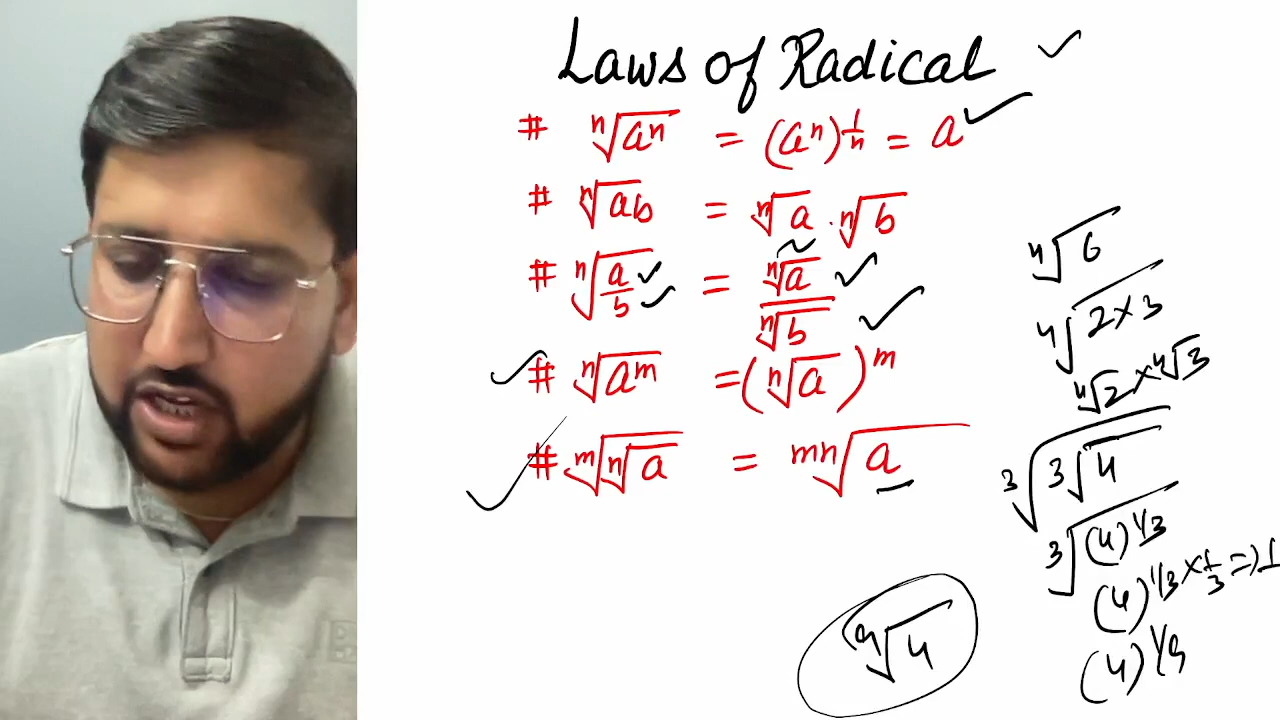 Laws of Radical ✓
# ⁿ√aⁿ = (aⁿ)^1/n = a ✓
# ⁿ√ab = ⁿ√a . ⁿ√b
# ⁿ√(a/b) ✓ ✓ = ⁿ√a / ⁿ√b ✓ ✓
✓ # ⁿ√a^m = (ⁿ√a)^m
✓ # ᵐ√ⁿ√a = ᵐⁿ√a
⁴√6
⁴√2×3
⁴√2 × ⁴√3
³√³√4
³√(4)^1/3
(4)^1/3 × 1/3 =) 1
(4)^1/9
⁹√4